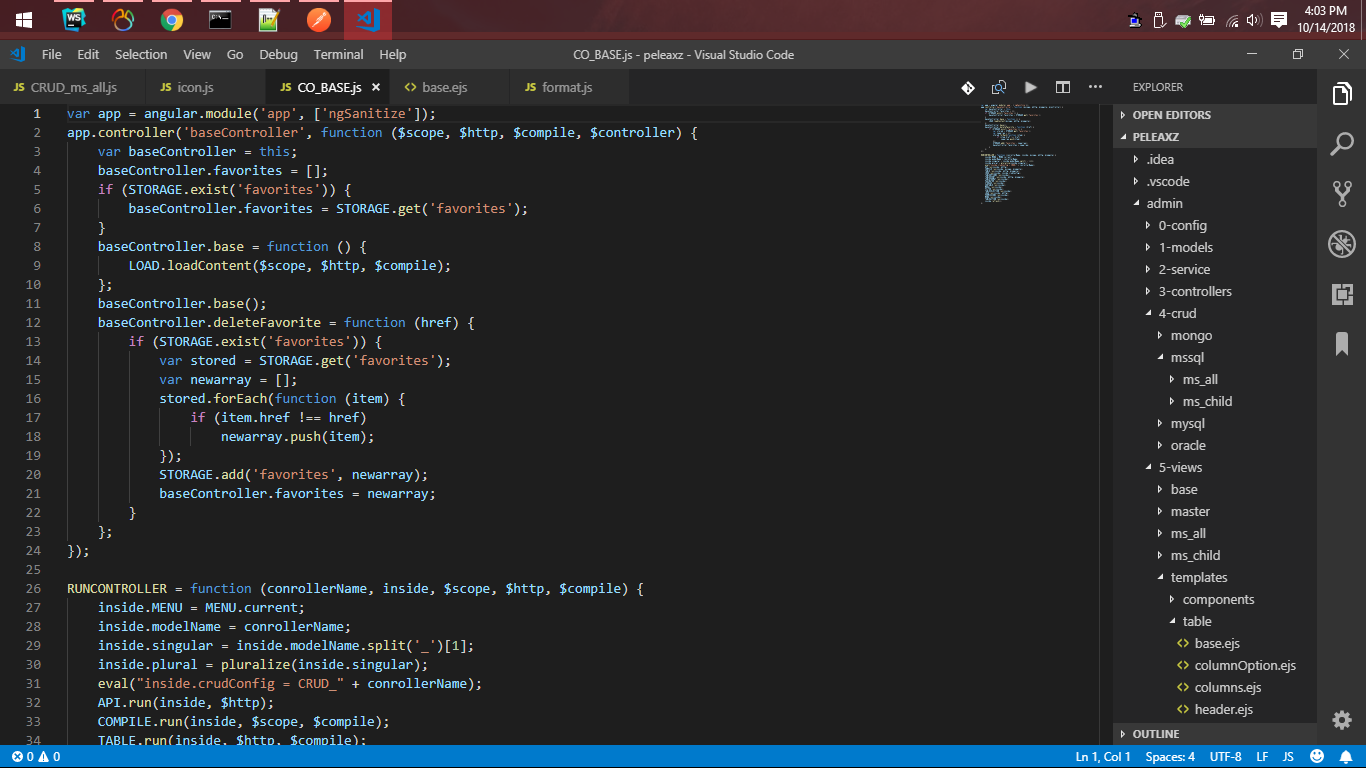 WS
4:03 PM
10/14/2018
File Edit Selection View Go Debug Terminal Help
CO_BASE.js - peleaxz - Visual Studio Code
JS CRUD_ms_all.js
JS icon.js
JS CO_BASE.js ×
<> base.ejs
JS format.js
EXPLORER
1 var app = angular.module('app', ['ngSanitize']);
2 app.controller('baseController', function ($scope, $http, $compile, $controller) {
3     var baseController = this;
4     baseController.favorites = [];
5     if (STORAGE.exist('favorites')) {
6         baseController.favorites = STORAGE.get('favorites');
7     }
8     baseController.base = function () {
9         LOAD.loadContent($scope, $http, $compile);
10     };
11     baseController.base();
12     baseController.deleteFavorite = function (href) {
13         if (STORAGE.exist('favorites')) {
14             var stored = STORAGE.get('favorites');
15             var newarray = [];
16             stored.forEach(function (item) {
17                 if (item.href !== href)
18                     newarray.push(item);
19             });
20             STORAGE.add('favorites', newarray);
21             baseController.favorites = newarray;
22         }
23     };
24 });
25
26 RUNCONTROLLER = function (conrollerName, inside, $scope, $http, $compile) {
27     inside.MENU = MENU.current;
28     inside.modelName = conrollerName;
29     inside.singular = inside.modelName.split('_')[1];
30     inside.plural = pluralize(inside.singular);
31     eval("inside.crudConfig = CRUD_" + conrollerName);
32     API.run(inside, $http);
33     COMPILE.run(inside, $scope, $compile);
34     TABLE.run(inside, $http, $compile);
OPEN EDITORS
PELEAXZ
.idea
.vscode
admin
0-config
1-models
2-service
3-controllers
4-crud
mongo
mssql
ms_all
ms_child
mysql
oracle
5-views
base
master
ms_all
ms_child
templates
components
table
<> base.ejs
<> columnOption.ejs
<> columns.ejs
<> header.ejs
OUTLINE
0 0
Ln 1, Col 1 Spaces: 4 UTF-8 LF JS